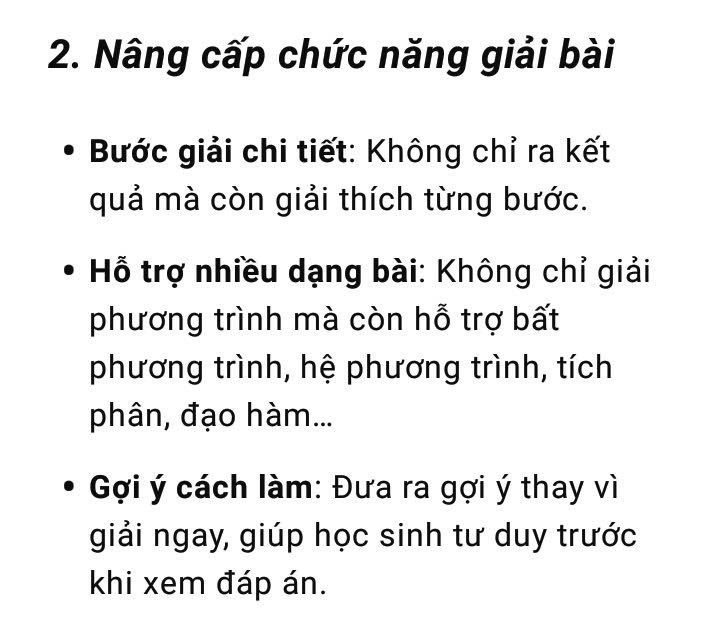 2. Nâng cấp chức năng giải bài
• Bước giải chi tiết: Không chỉ ra kết
quả mà còn giải thích từng bước.
• Hỗ trợ nhiều dạng bài: Không chỉ giải
phương trình mà còn hỗ trợ bất
phương trình, hệ phương trình, tích
phân, đạo hàm...
• Gợi ý cách làm: Đưa ra gợi ý thay vì
giải ngay, giúp học sinh tư duy trước
khi xem đáp án.